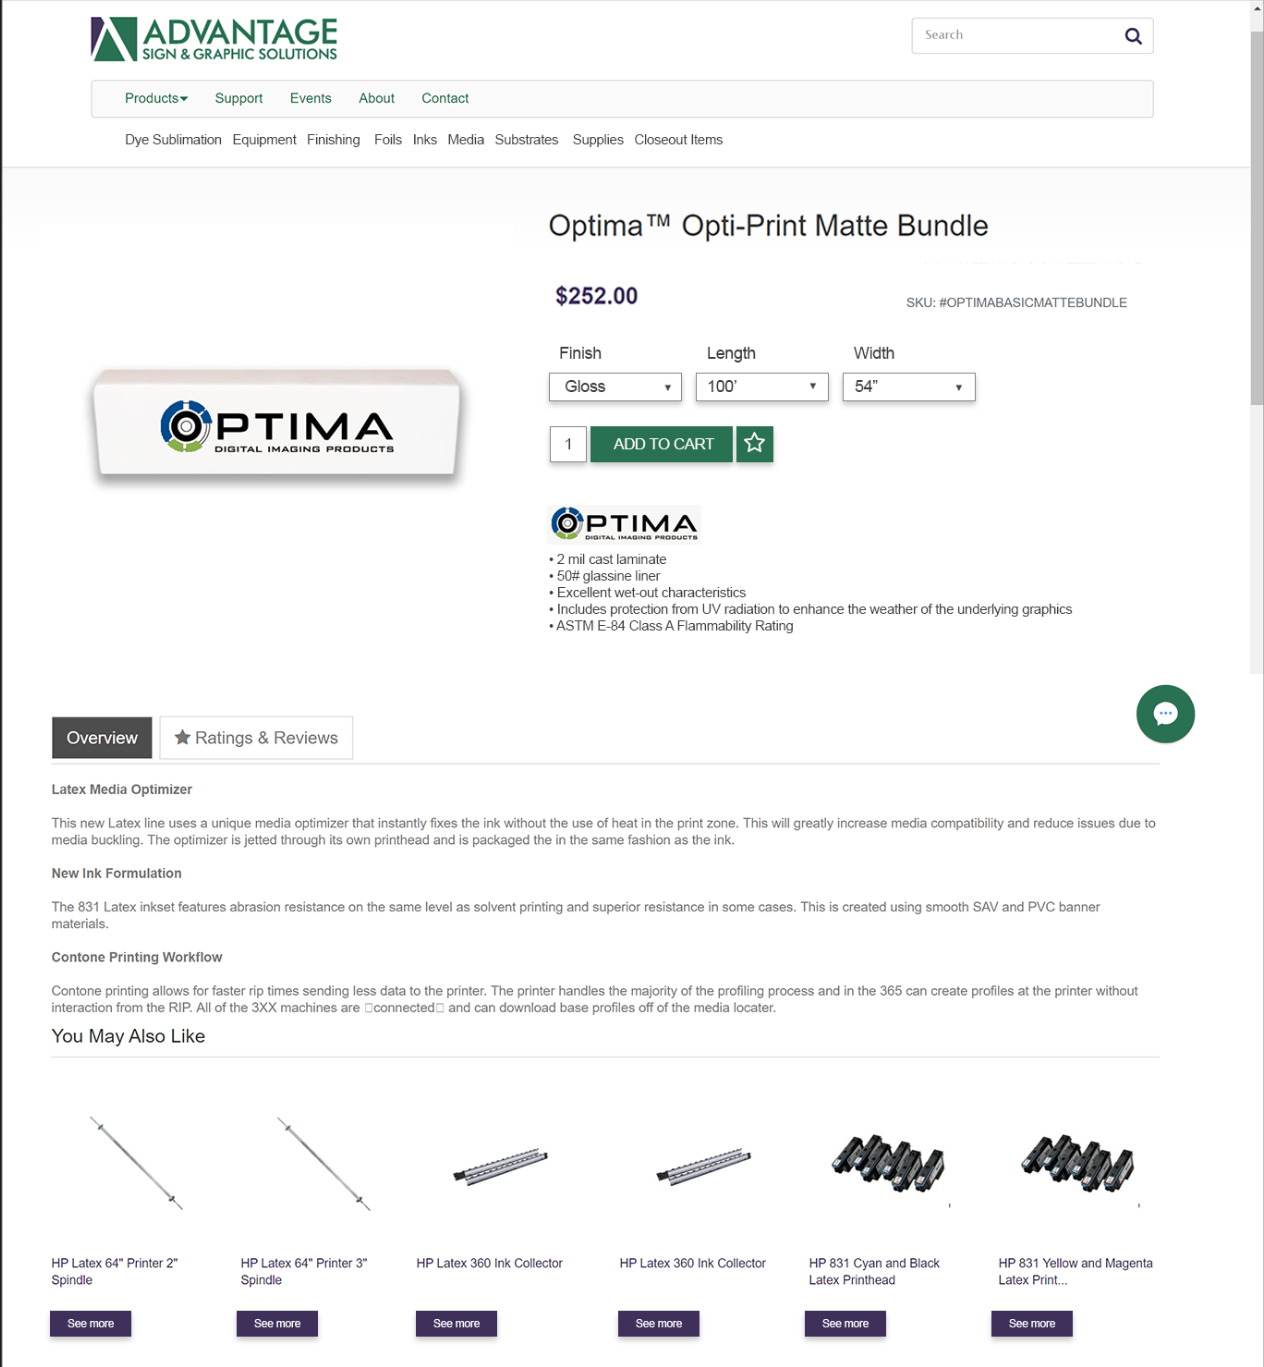 ADVANTAGE
SIGN & GRAPHIC SOLUTIONS
Search
Products Support Events About Contact
Dye Sublimation Equipment Finishing Foils Inks Media Substrates Supplies Closeout Items
Optima™ Opti-Print Matte Bundle
$252.00
SKU: #OPTIMABASICMATTEBUNDLE
Finish Length Width
Gloss 100’ 54”
1 ADD TO CART
OPTIMA
DIGITAL IMAGING PRODUCTS
OPTIMA
DIGITAL IMAGING PRODUCTS
• 2 mil cast laminate
• 50# glassine liner
• Excellent wet-out characteristics
• Includes protection from UV radiation to enhance the weather of the underlying graphics
• ASTM E-84 Class A Flammability Rating
Overview ★ Ratings & Reviews
Latex Media Optimizer
This new Latex line uses a unique media optimizer that instantly fixes the ink without the use of heat in the print zone. This will greatly increase media compatibility and reduce issues due to
media buckling. The optimizer is jetted through its own printhead and is packaged the in the same fashion as the ink.
New Ink Formulation
The 831 Latex inkset features abrasion resistance on the same level as solvent printing and superior resistance in some cases. This is created using smooth SAV and PVC banner
materials.
Contone Printing Workflow
Contone printing allows for faster rip times sending less data to the printer. The printer handles the majority of the profiling process and in the 365 can create profiles at the printer without
interaction from the RIP. All of the 3XX machines are □connected□ and can download base profiles off of the media locater.
You May Also Like
HP Latex 64" Printer 2"
Spindle
HP Latex 64" Printer 3"
Spindle
HP Latex 360 Ink Collector
HP Latex 360 Ink Collector
HP 831 Cyan and Black
Latex Printhead
HP 831 Yellow and Magenta
Latex Print...
See more See more See more See more See more See more